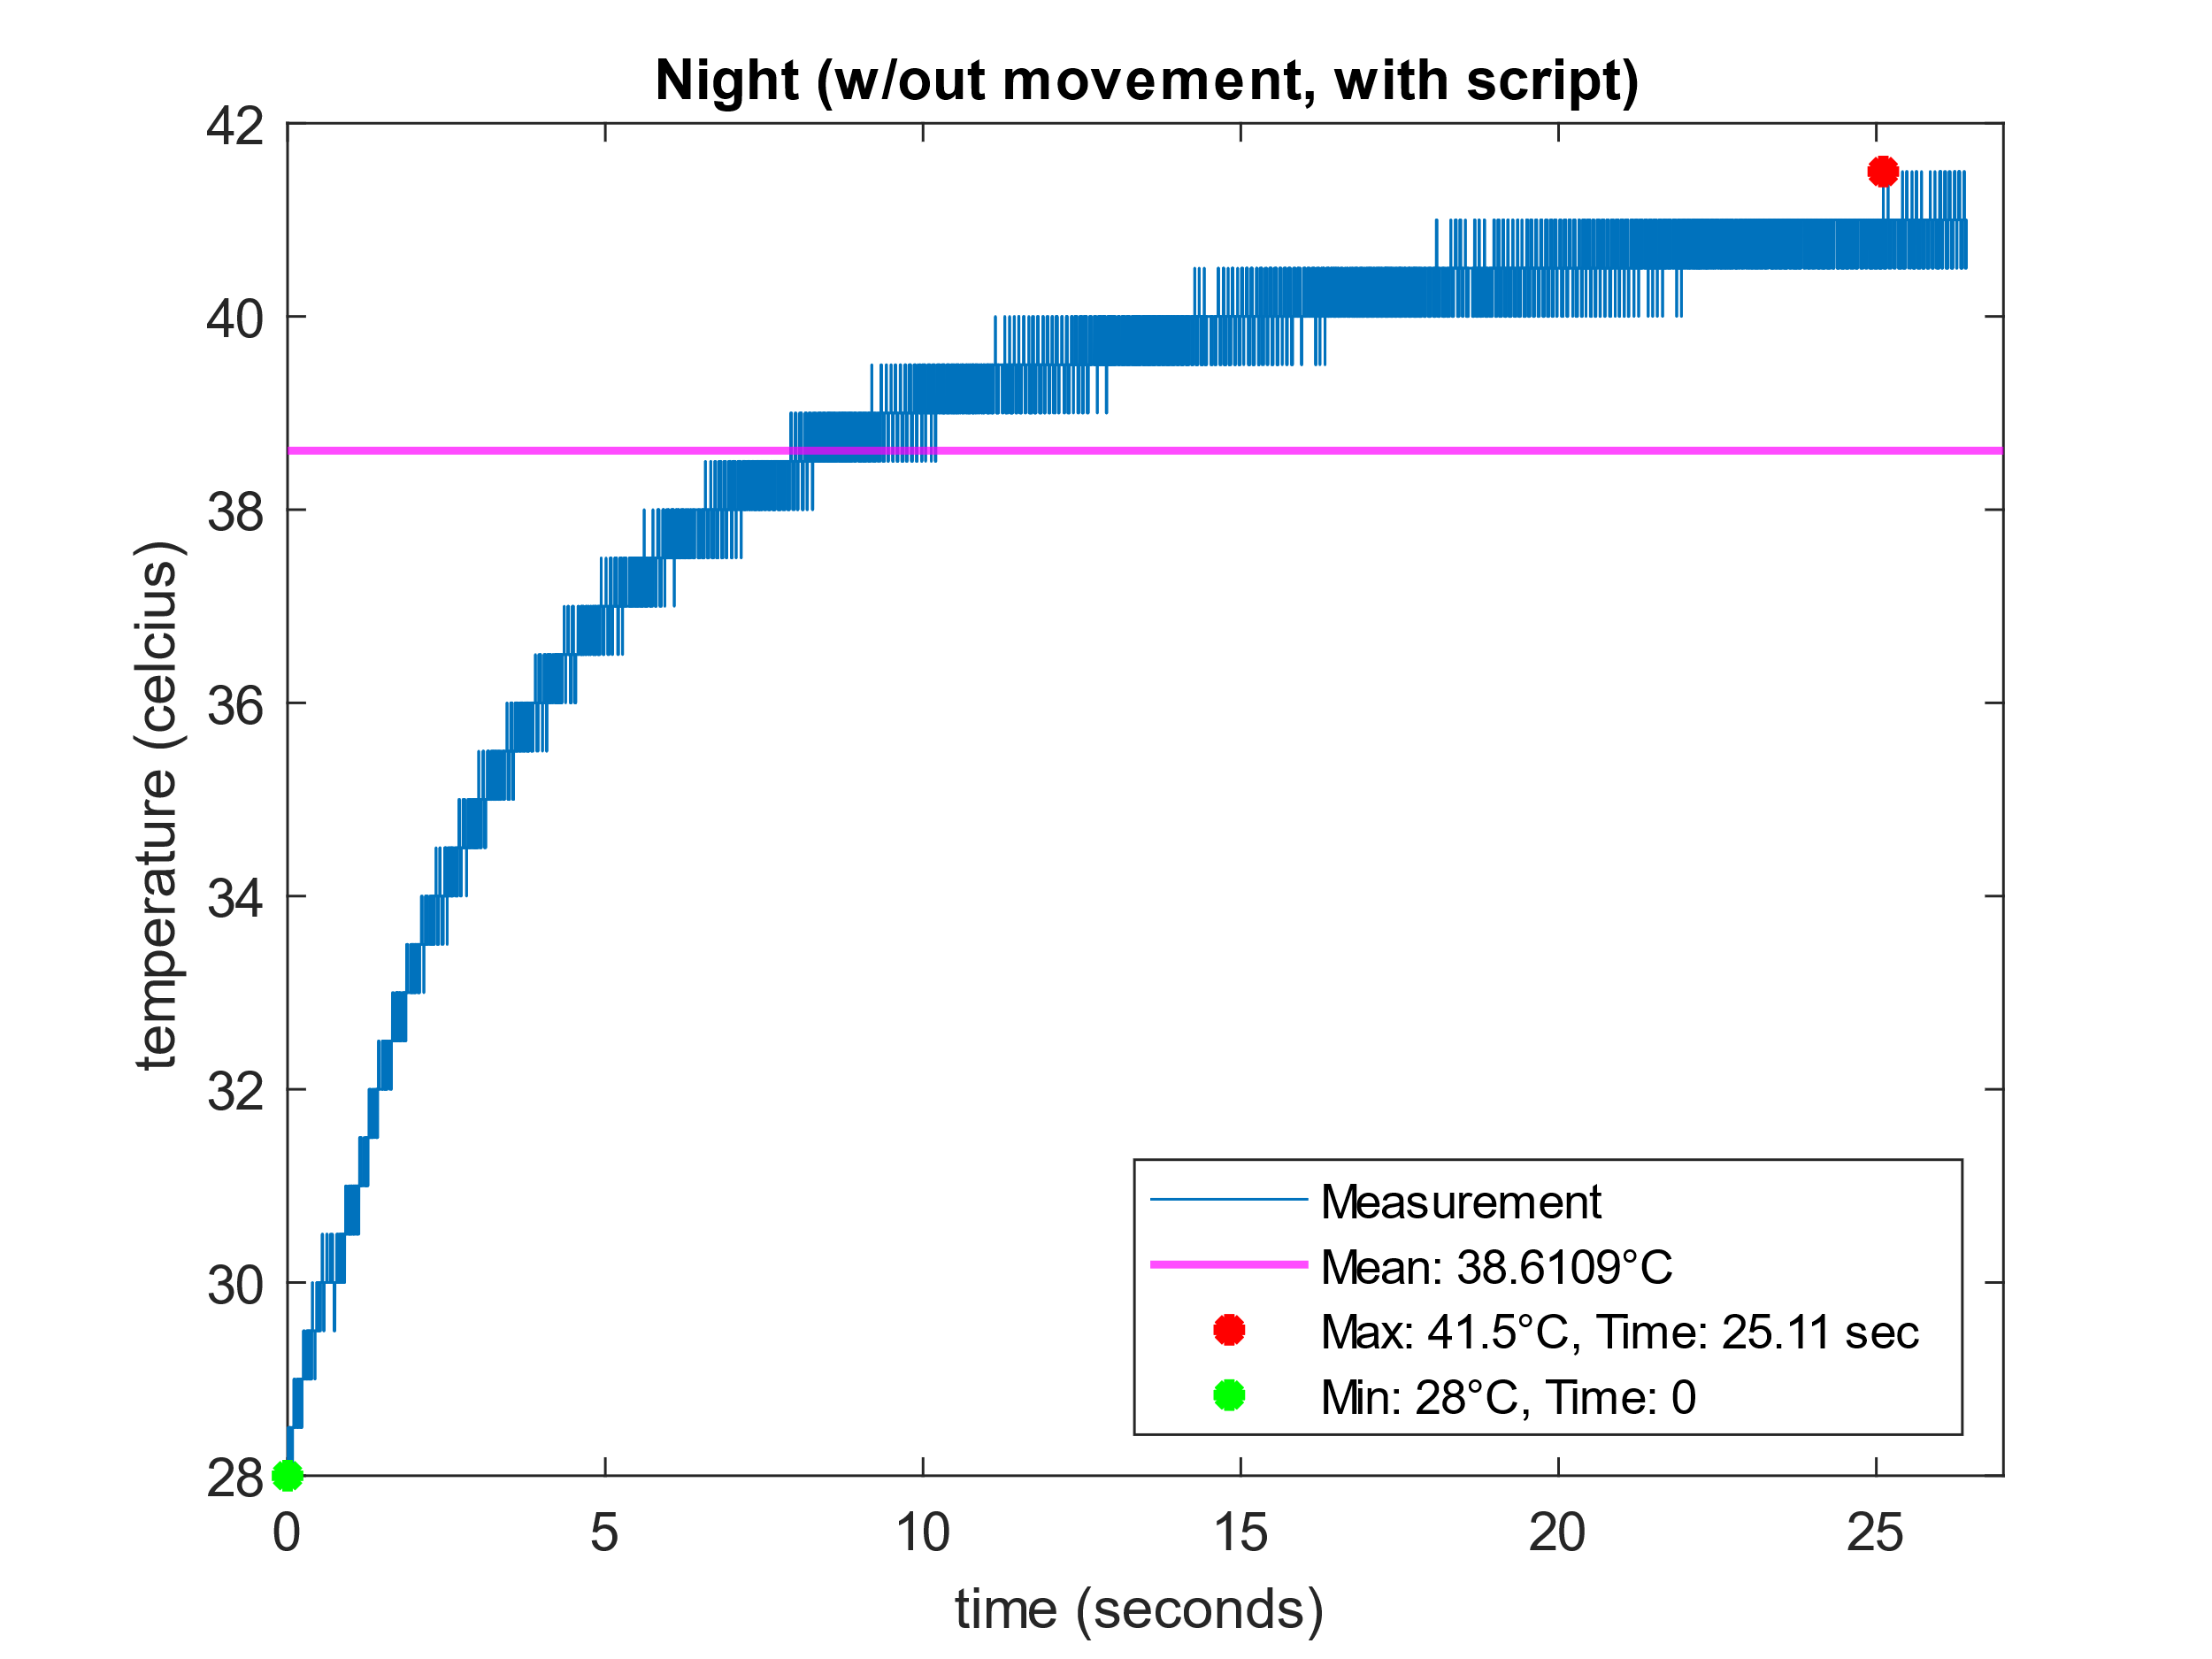 Night (w/out movement, with script)
42
40
38
36
34
32
30
28
temperature (celcius)
Measurement
Mean: 38.6109°C
Max: 41.5°C, Time: 25.11 sec
Min: 28°C, Time: 0
0 5 10 15 20 25
time (seconds)